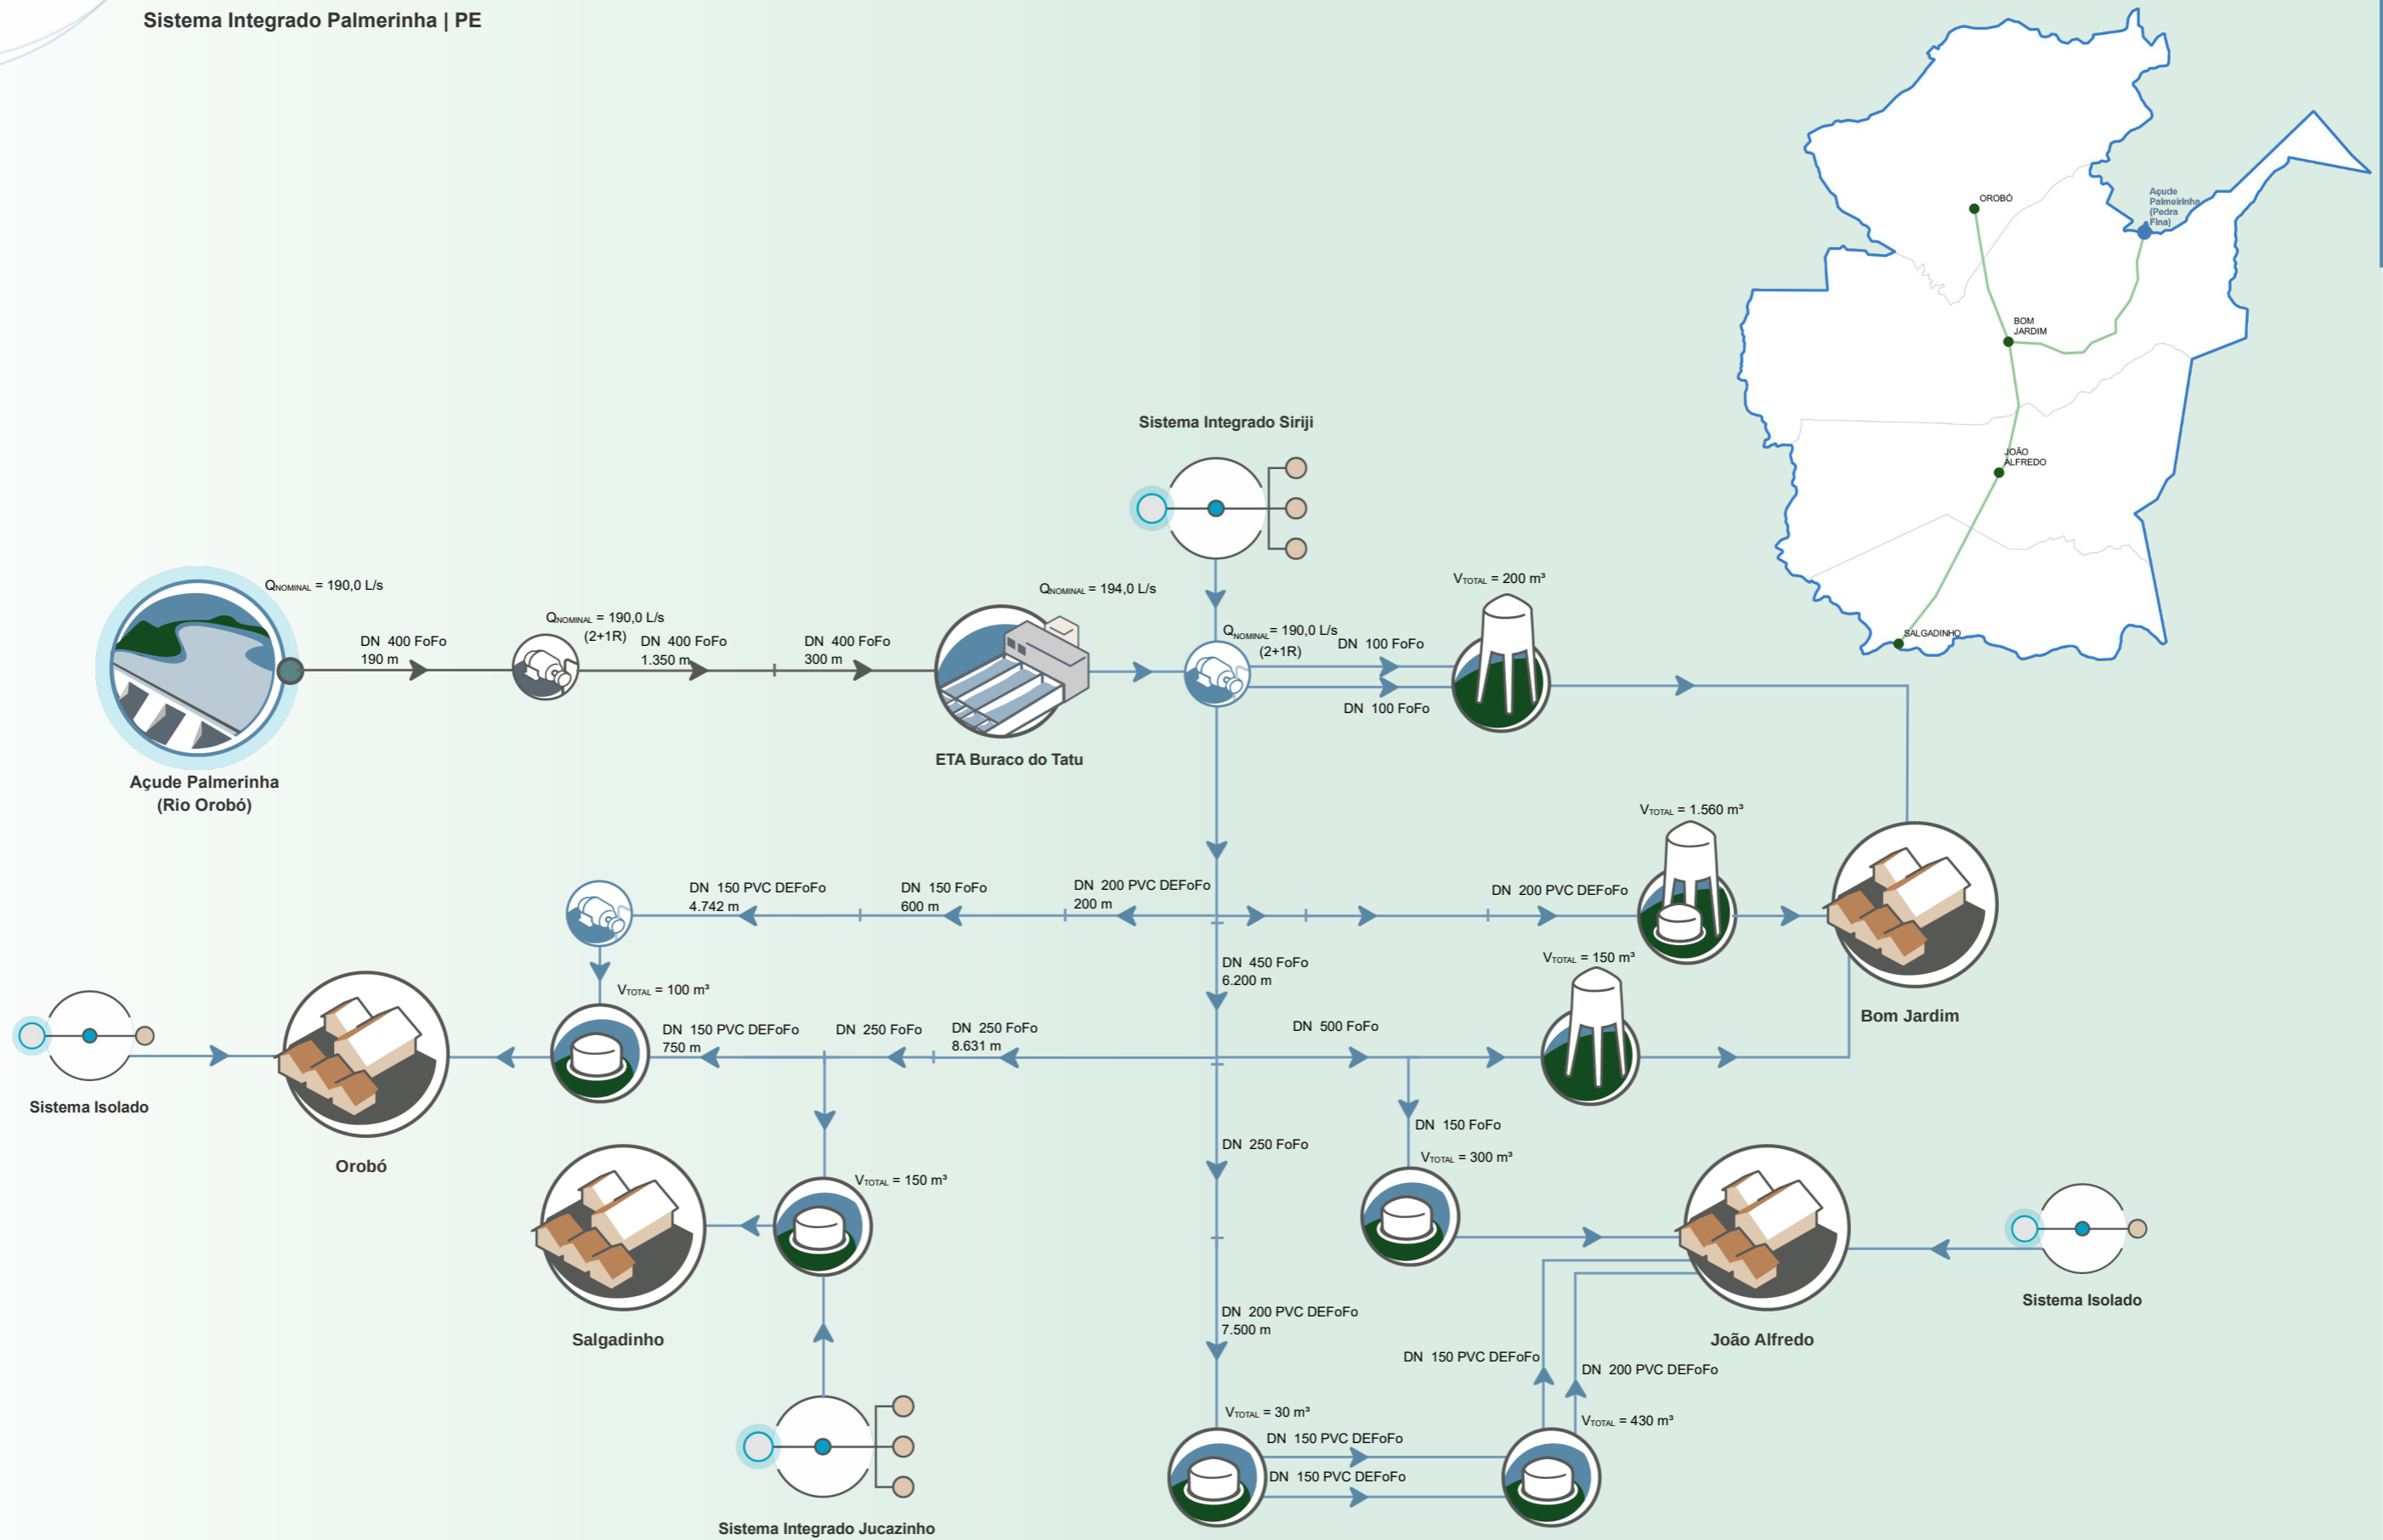 Sistema Integrado Palmerinha | PE
OROBÓ
Açude
Palmeirinha
(Pedra
Fina)
BOM
JARDIM
JOÃO
ALFREDO
SALGADINHO
Sistema Integrado Siriji
QNOMINAL = 190,0 L/s
DN 400 FoFo
190 m
QNOMINAL = 190,0 L/s
(2+1R)
DN 400 FoFo
1.350 m
DN 400 FoFo
300 m
QNOMINAL = 194,0 L/s
QNOMINAL = 190,0 L/s
(2+1R)
DN 100 FoFo
DN 100 FoFo
VTOTAL = 200 m³
ETA Buraco do Tatu
Açude Palmerinha
(Rio Orobó)
DN 150 PVC DEFoFo
4.742 m
DN 150 FoFo
600 m
DN 200 PVC DEFoFo
200 m
DN 200 PVC DEFoFo
VTOTAL = 1.560 m³
DN 450 FoFo
6.200 m
VTOTAL = 150 m³
Bom Jardim
VTOTAL = 100 m³
DN 150 PVC DEFoFo
750 m
DN 250 FoFo
DN 250 FoFo
8.631 m
DN 500 FoFo
Sistema Isolado
Orobó
DN 250 FoFo
DN 150 FoFo
VTOTAL = 300 m³
VTOTAL = 150 m³
Salgadinho
DN 200 PVC DEFoFo
7.500 m
João Alfredo
Sistema Isolado
DN 150 PVC DEFoFo
DN 200 PVC DEFoFo
VTOTAL = 30 m³
VTOTAL = 430 m³
DN 150 PVC DEFoFo
DN 150 PVC DEFoFo
Sistema Integrado Jucazinho